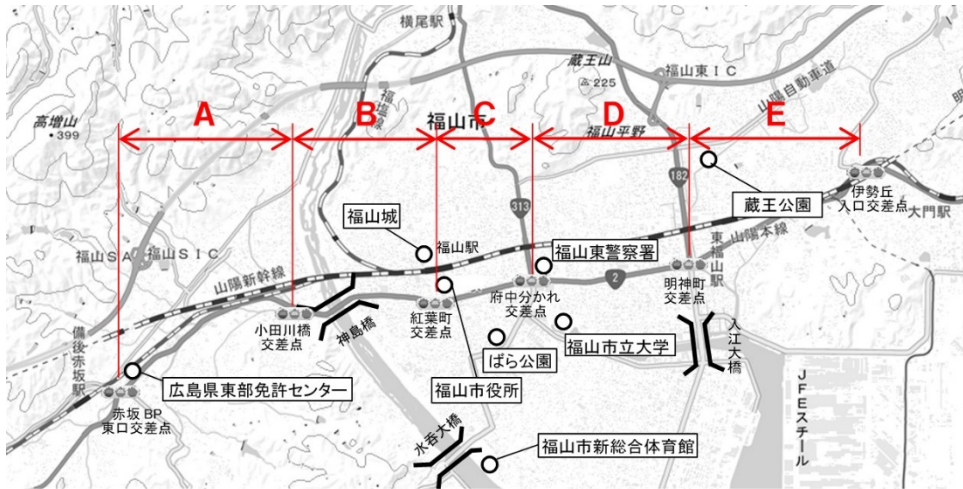 横尾駅
蔵王山
225
福山東IC
山陽自動車道
高増山
399
A
B
C
D
E
福塩線
福山市
福山平野
182
313
蔵王公園
伊勢丘
入口交差点
大門駅
福山城
福山駅
福山東警察署
福山SA
福山SIC
山陽新幹線
山陽本線
東福山駅
2
府中分かれ
交差点
明神町
交差点
小田川橋
交差点
神島橋
紅葉町
交差点
入江大橋
備後赤坂駅
ばら公園
福山市立大学
広島県東部免許センター
福山市役所
JFEスチール
赤坂BP
東口交差点
水呑大橋
福山市新総合体育館